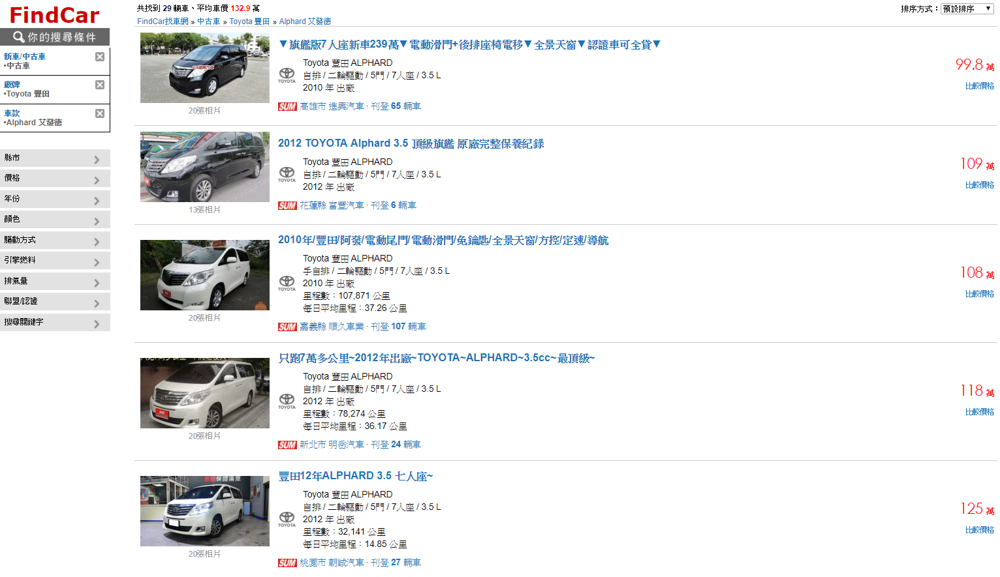 FindCar
你的搜尋條件
新車/中古車
•中古車
廠牌
•Toyota 豐田
車款
•Alphard 艾發德
縣市
價格
年份
顏色
驅動方式
引擎燃料
排氣量
聯盟/認證
搜尋關鍵字
共找到 29 輛車、平均車價 132.9 萬
排序方式：預設排序
FindCar找車網 » 中古車 » Toyota 豐田 » Alphard 艾發德
▼旗艦版7人座新車239萬▼電動滑門+後排座椅電移▼全景天窗▼認證車可全貸▼
Toyota 豐田 ALPHARD
自排 / 二輪驅動 / 5門 / 7人座 / 3.5 L
2010 年 出廠
TOYOTA
SUM 高雄市 進興汽車 · 刊登 65 輛車
20張相片
99.8 萬
比較價格
2012 TOYOTA Alphard 3.5 頂級旗艦 原廠完整保養紀錄
Toyota 豐田 ALPHARD
自排 / 二輪驅動 / 5門 / 7人座 / 3.5 L
2012 年 出廠
TOYOTA
SUM 花蓮縣 富豐汽車 · 刊登 6 輛車
13張相片
109 萬
比較價格
2010年/豐田/阿發/電動尾門/電動滑門/免鑰匙/全景天窗/方控/定速/導航
Toyota 豐田 ALPHARD
手自排 / 二輪驅動 / 5門 / 7人座 / 3.5 L
2010 年 出廠
里程數：107,871 公里
每日平均里程：37.26 公里
TOYOTA
SUM 嘉義縣 順久車業 · 刊登 107 輛車
20張相片
108 萬
比較價格
只跑7萬多公里~2012年出廠~TOYOTA~ALPHARD~3.5cc~最頂級~
Toyota 豐田 ALPHARD
自排 / 二輪驅動 / 5門 / 7人座 / 3.5 L
2012 年 出廠
里程數：78,274 公里
每日平均里程：36.17 公里
TOYOTA
SUM 新北市 明岳汽車 · 刊登 24 輛車
20張相片
118 萬
比較價格
保證滿意
豐田12年ALPHARD 3.5 七人座~
Toyota 豐田 ALPHARD
自排 / 二輪驅動 / 5門 / 7人座 / 3.5 L
2012 年 出廠
里程數：32,141 公里
每日平均里程：14.85 公里
TOYOTA
SUM 桃園市 朝誠汽車 · 刊登 27 輛車
20張相片
125 萬
比較價格